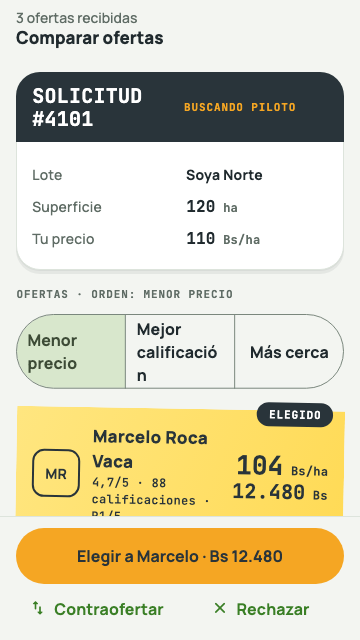 3 ofertas recibidas
Comparar ofertas
SOLICITUD
#4101
BUSCANDO PILOTO
Lote Soya Norte
Superficie 120 ha
Tu precio 110 Bs/ha
OFERTAS · ORDEN: MENOR PRECIO
Menor
precio
Mejor
calificació
n
Más cerca
ELEGIDO
MR
Marcelo Roca
Vaca
4,7/5 · 88
calificaciones ·
R1/5
104 Bs/ha
12.480 Bs
Elegir a Marcelo · Bs 12.480
Contraofertar
Rechazar